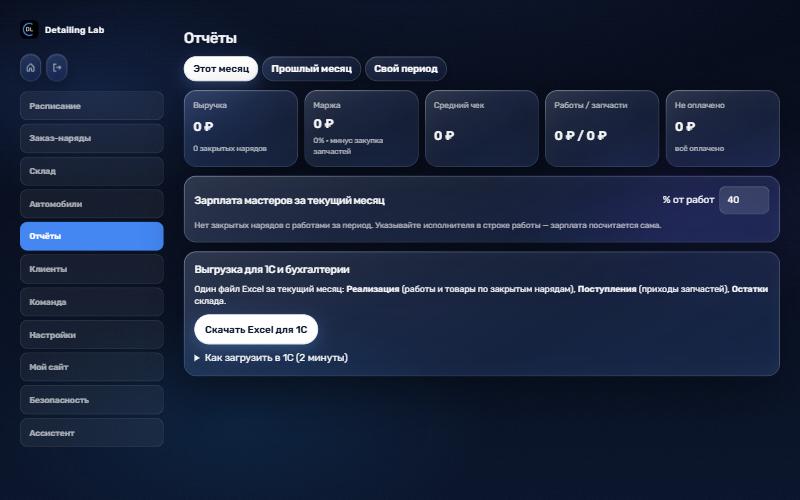 DL Detailing Lab
Расписание
Заказ-наряды
Склад
Автомобили
Отчёты
Клиенты
Команда
Настройки
Мой сайт
Безопасность
Ассистент
Отчёты
Этот месяц Прошлый месяц Свой период
Выручка
0 ₽
0 закрытых нарядов
Маржа
0 ₽
0% • минус закупка
запчастей
Средний чек
0 ₽
Работы / запчасти
0 ₽ / 0 ₽
Не оплачено
0 ₽
всё оплачено
Зарплата мастеров за текущий месяц
% от работ 40
Нет закрытых нарядов с работами за период. Указывайте исполнителя в строке работы — зарплата посчитается сама.
Выгрузка для 1С и бухгалтерии
Один файл Excel за текущий месяц: Реализация (работы и товары по закрытым нарядам), Поступления (приходы запчастей), Остатки
склада.
Скачать Excel для 1С
Как загрузить в 1С (2 минуты)